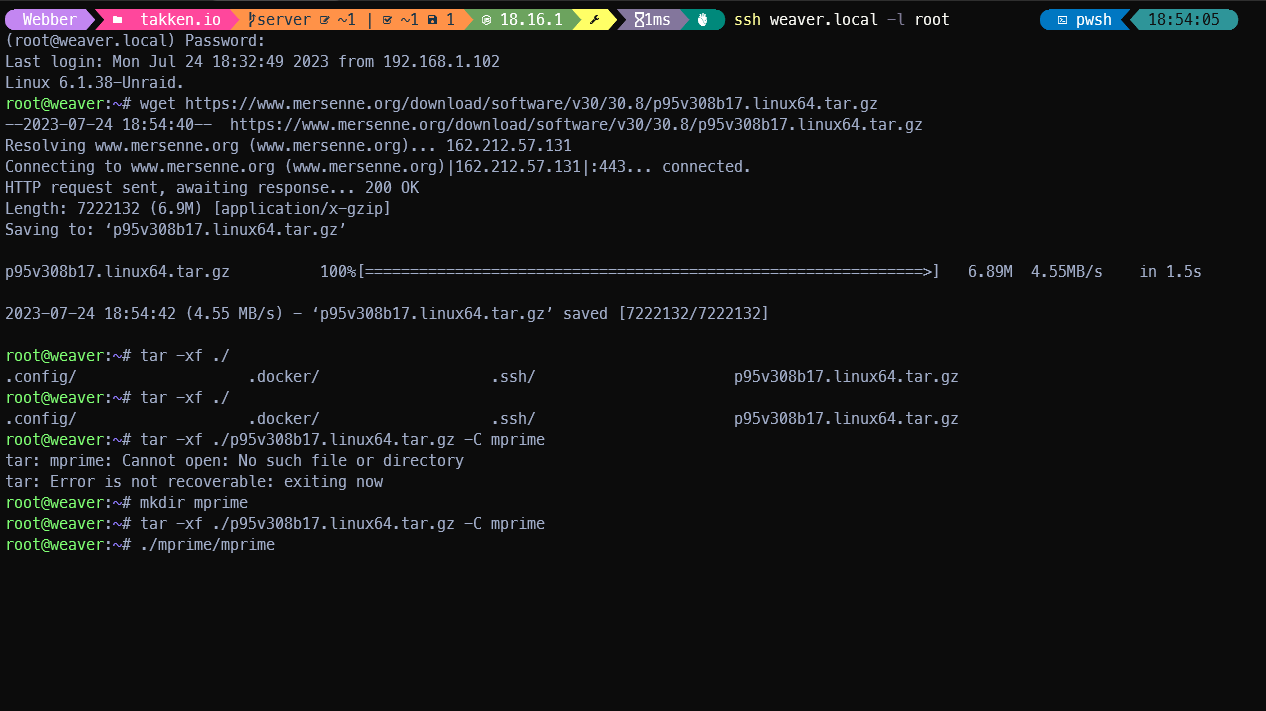 Webber takken.io server ~1 | ~1 1 18.16.1 1ms ssh weaver.local -l root pwsh 18:54:05
(root@weaver.local) Password:
Last login: Mon Jul 24 18:32:49 2023 from 192.168.1.102
Linux 6.1.38-Unraid.
root@weaver:~# wget https://www.mersenne.org/download/software/v30/30.8/p95v308b17.linux64.tar.gz
--2023-07-24 18:54:40--  https://www.mersenne.org/download/software/v30/30.8/p95v308b17.linux64.tar.gz
Resolving www.mersenne.org (www.mersenne.org)... 162.212.57.131
Connecting to www.mersenne.org (www.mersenne.org)|162.212.57.131|:443... connected.
HTTP request sent, awaiting response... 200 OK
Length: 7222132 (6.9M) [application/x-gzip]
Saving to: ‘p95v308b17.linux64.tar.gz’
p95v308b17.linux64.tar.gz          100%[==============================================================>]   6.89M  4.55MB/s    in 1.5s
2023-07-24 18:54:42 (4.55 MB/s) - ‘p95v308b17.linux64.tar.gz’ saved [7222132/7222132]
root@weaver:~# tar -xf ./
.config/                   .docker/                   .ssh/                      p95v308b17.linux64.tar.gz
root@weaver:~# tar -xf ./
.config/                   .docker/                   .ssh/                      p95v308b17.linux64.tar.gz
root@weaver:~# tar -xf ./p95v308b17.linux64.tar.gz -C mprime
tar: mprime: Cannot open: No such file or directory
tar: Error is not recoverable: exiting now
root@weaver:~# mkdir mprime
root@weaver:~# tar -xf ./p95v308b17.linux64.tar.gz -C mprime
root@weaver:~# ./mprime/mprime